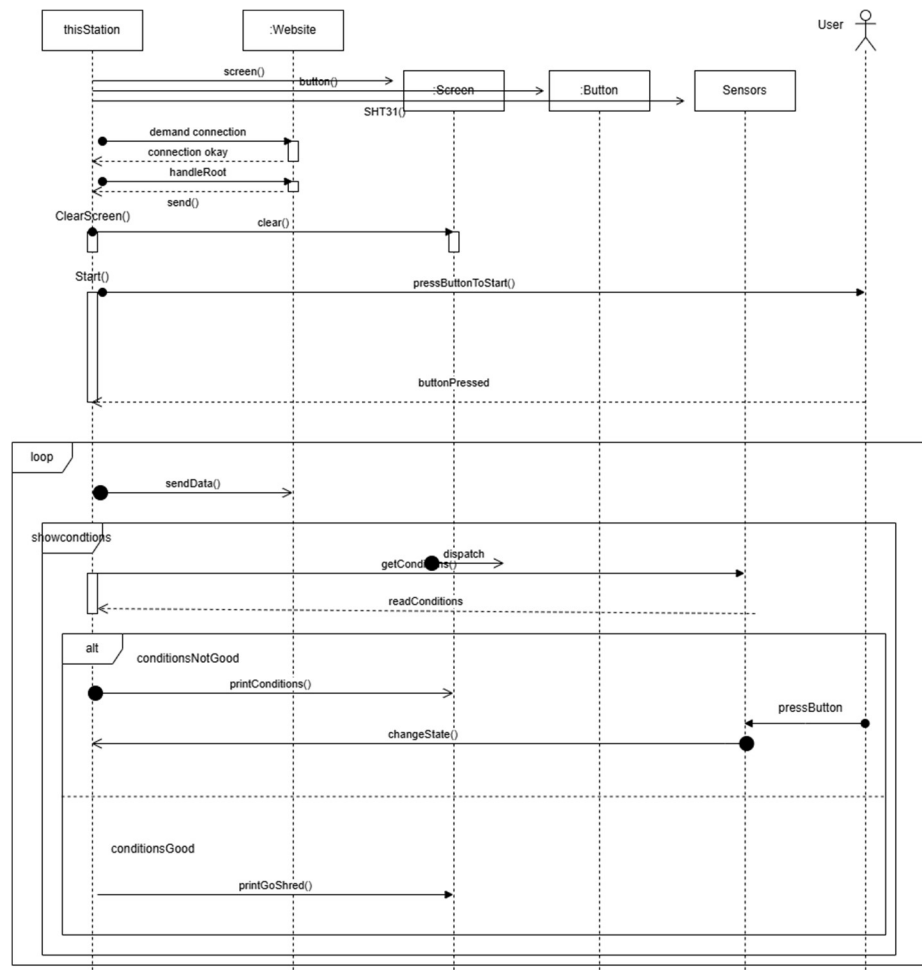 thisStation
:Website
User
screen()
button()
:Screen
:Button
Sensors
SHT31()
demand connection
connection okay
handleRoot
send()
ClearScreen()
clear()
Start()
pressButtonToStart()
buttonPressed
loop
sendData()
showcondtions
dispatch
getConditions()
readConditions
alt
conditionsNotGood
printConditions()
pressButton
changeState()
conditionsGood
printGoShred()